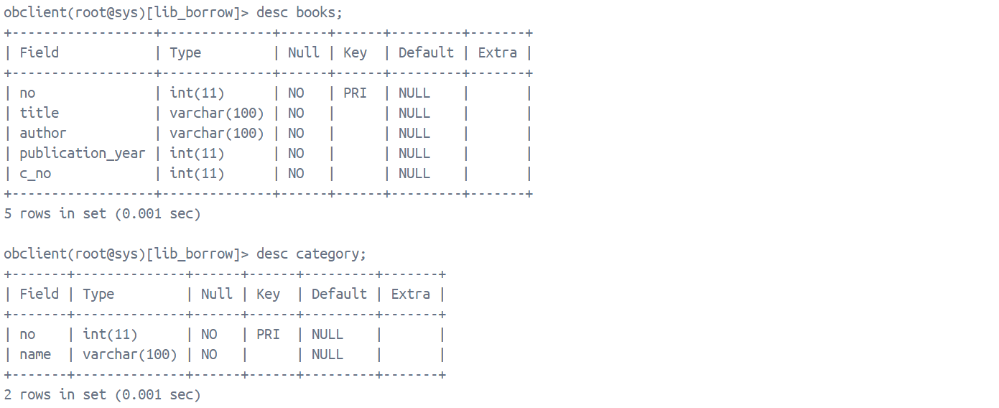 obclient(root@sys)[lib_borrow]> desc books;
+------------------+--------------+------+------+---------+-------+
| Field            | Type         | Null | Key  | Default | Extra |
+------------------+--------------+------+------+---------+-------+
| no               | int(11)      | NO   | PRI  | NULL    |       |
| title            | varchar(100) | NO   |      | NULL    |       |
| author           | varchar(100) | NO   |      | NULL    |       |
| publication_year | int(11)      | NO   |      | NULL    |       |
| c_no             | int(11)      | NO   |      | NULL    |       |
+------------------+--------------+------+------+---------+-------+
5 rows in set (0.001 sec)

obclient(root@sys)[lib_borrow]> desc category;
+-------+--------------+------+------+---------+-------+
| Field | Type         | Null | Key  | Default | Extra |
+-------+--------------+------+------+---------+-------+
| no    | int(11)      | NO   | PRI  | NULL    |       |
| name  | varchar(100) | NO   |      | NULL    |       |
+-------+--------------+------+------+---------+-------+
2 rows in set (0.001 sec)